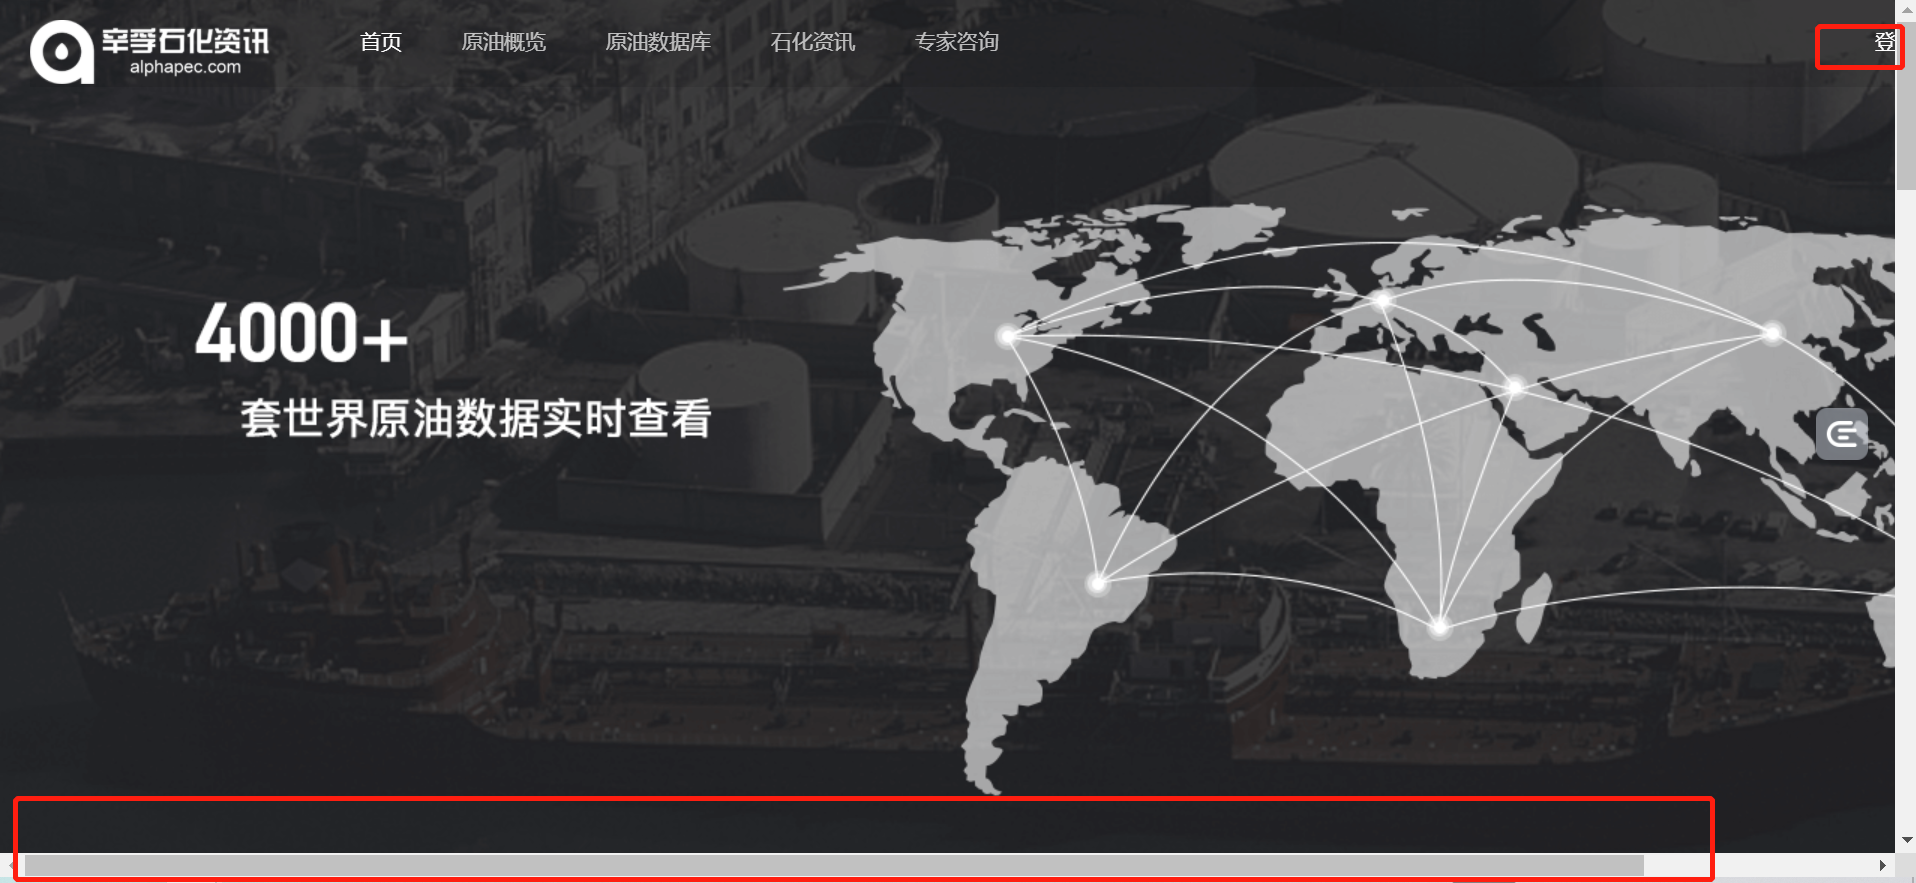 辛孚石化资讯
alphapec.com
首页 原油概览 原油数据库 石化资讯 专家咨询 登
4000+
套世界原油数据实时查看